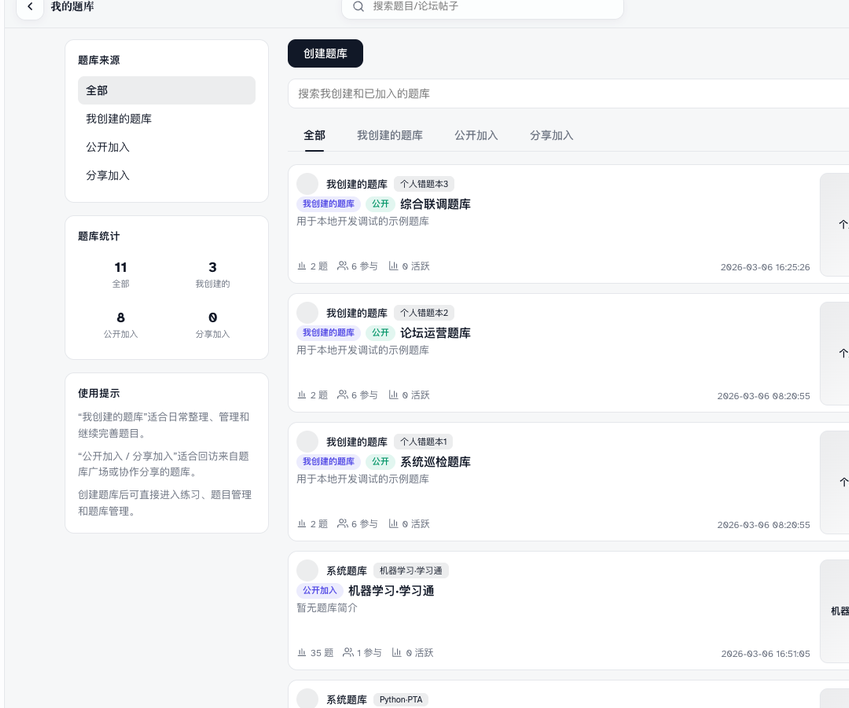 我的题库
搜索题目/论坛帖子
题库来源
全部
我创建的题库
公开加入
分享加入
题库统计
11
全部
3
我创建的
8
公开加入
0
分享加入
使用提示
“我创建的题库”适合日常整理、管理和
继续完善题目。
“公开加入 / 分享加入”适合回访来自题
库广场或协作分享的题库。
创建题库后可直接进入练习、题目管理
和题库管理。
创建题库
搜索我创建和已加入的题库
全部 我创建的题库 公开加入 分享加入
我创建的题库 个人错题本3
我创建的题库 公开 综合联调题库
用于本地开发调试的示例题库
2 题 6 参与 0 活跃 2026-03-06 16:25:26
个
我创建的题库 个人错题本2
我创建的题库 公开 论坛运营题库
用于本地开发调试的示例题库
2 题 6 参与 0 活跃 2026-03-06 08:20:55
个
我创建的题库 个人错题本1
我创建的题库 公开 系统巡检题库
用于本地开发调试的示例题库
2 题 6 参与 0 活跃 2026-03-06 08:20:55
个
系统题库 机器学习·学习通
公开加入 机器学习·学习通
暂无题库简介
35 题 1 参与 0 活跃 2026-03-06 16:51:05
机器
系统题库 Python·PTA